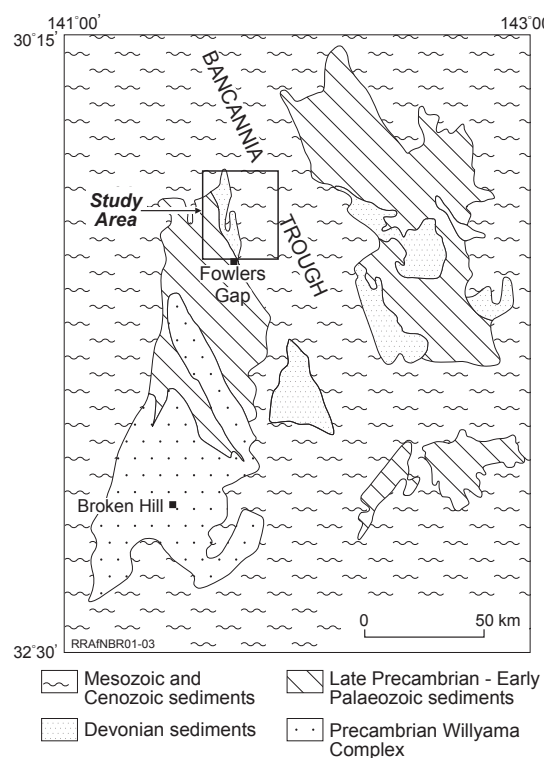 141°00'
143°00'
30°15'
BANCANNIA
TROUGH
Study
Area
Fowlers
Gap
Broken Hill
0
50 km
RRAfNBR01-03
32°30'
Mesozoic and
Cenozoic sediments
Late Precambrian - Early
Palaeozoic sediments
Devonian sediments
Precambrian Willyama
Complex